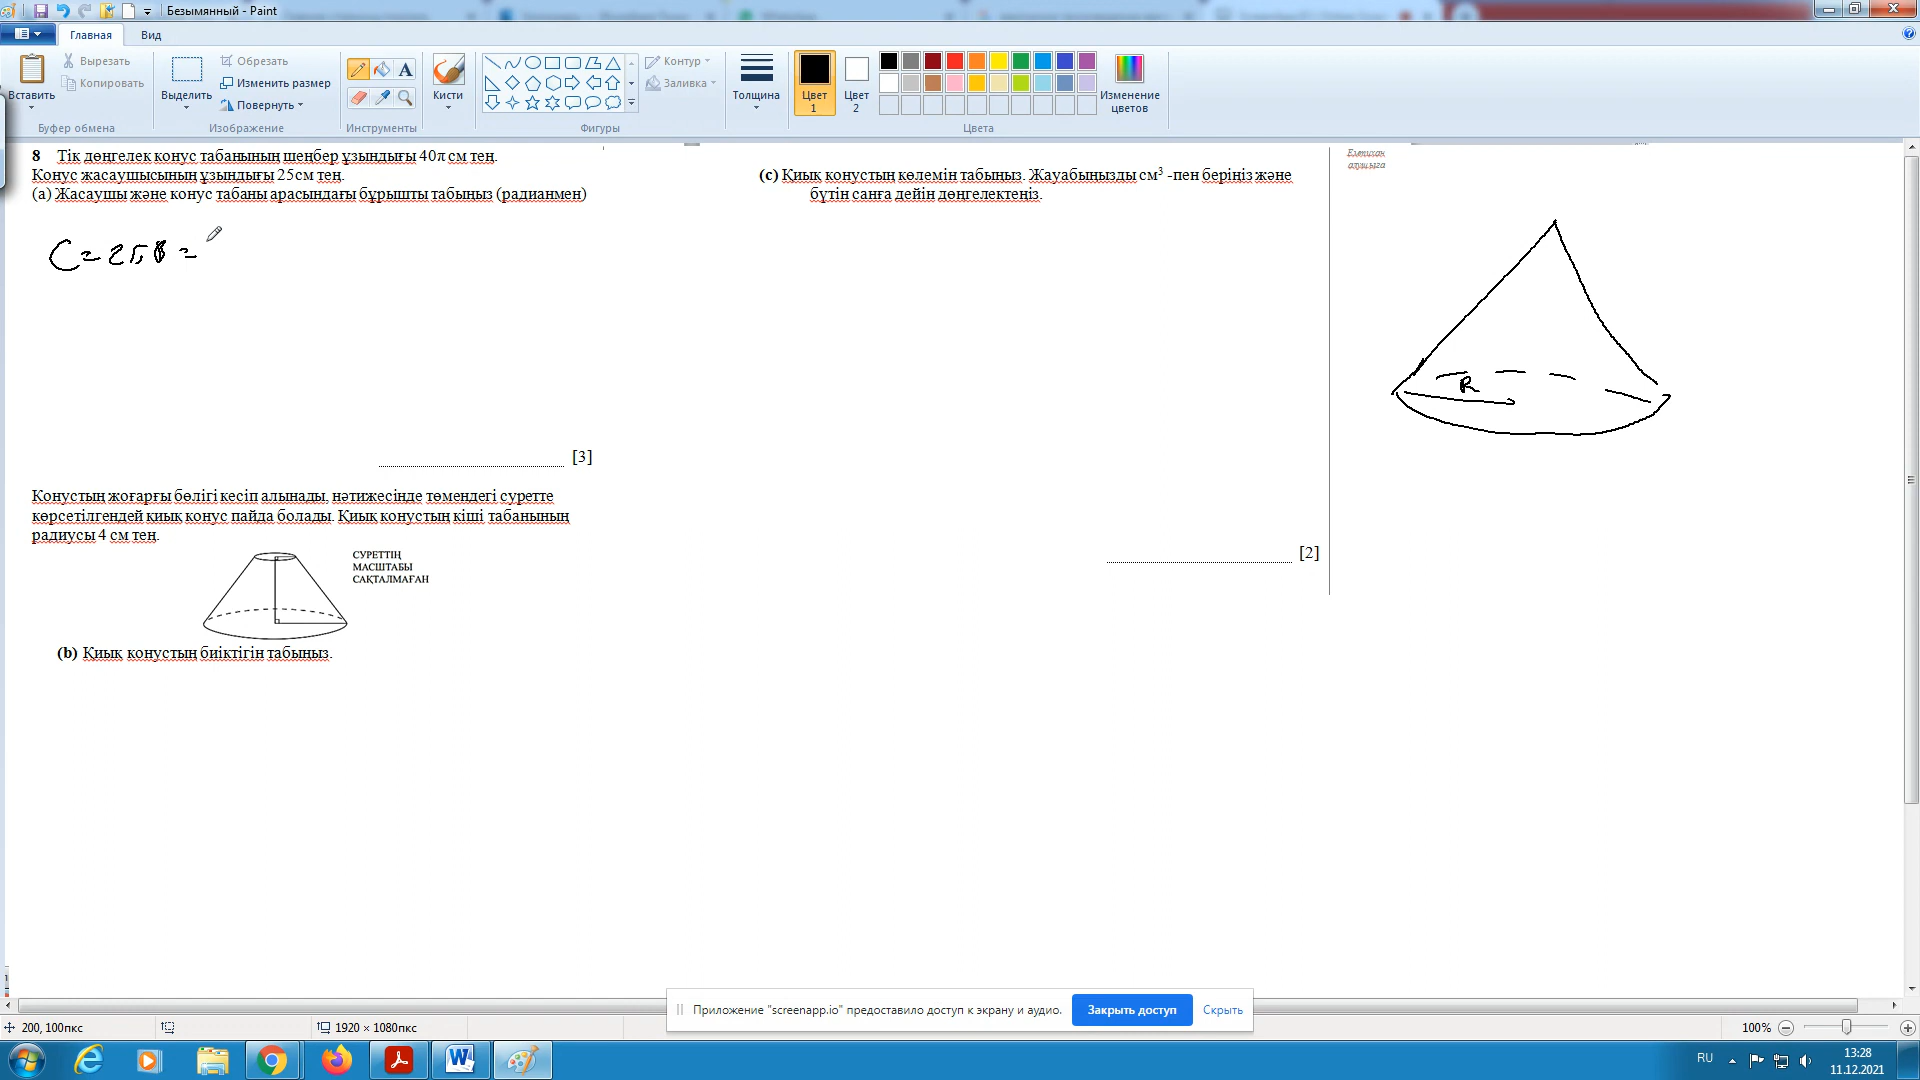 Безымянный - Paint
Главная
Вид
Вставить
Вырезать
Копировать
Буфер обмена
Выделить
Обрезать
Изменить размер
Повернуть
Изображение
Инструменты
Кисти
Контур
Заливка
Фигуры
Толщина
Цвет 1
Цвет 2
Изменение цветов
Цвета
8 Тік дөңгелек конус табанының шеңбер ұзындығы 40π см тең.
Конус жасаушысының ұзындығы 25см тең.
(а) Жасаушы және конус табаны арасындағы бұрышты табыңыз (радианмен)
C=2πR =
[3]
Конустың жоғарғы бөлігі кесіп алынады, нәтижесінде төмендегі суретте
көрсетілгендей қиық конус пайда болады. Қиық конустың кіші табанының
радиусы 4 см тең.
СУРЕТТІҢ
МАСШТАБЫ
САҚТАЛМАҒАН
(b) Қиық конустың биіктігін табыңыз.
(c) Қиық конустың көлемін табыңыз. Жауабыңызды см³ -пен беріңіз және
бүтін санға дейін дөңгелектеңіз.
[2]
Емтихан
алушыға
R
Приложение "screenapp.io" предоставило доступ к экрану и аудио.
Закрыть доступ
Скрыть
200, 100пкс
1920 × 1080пкс
100%
RU
13:28
11.12.2021